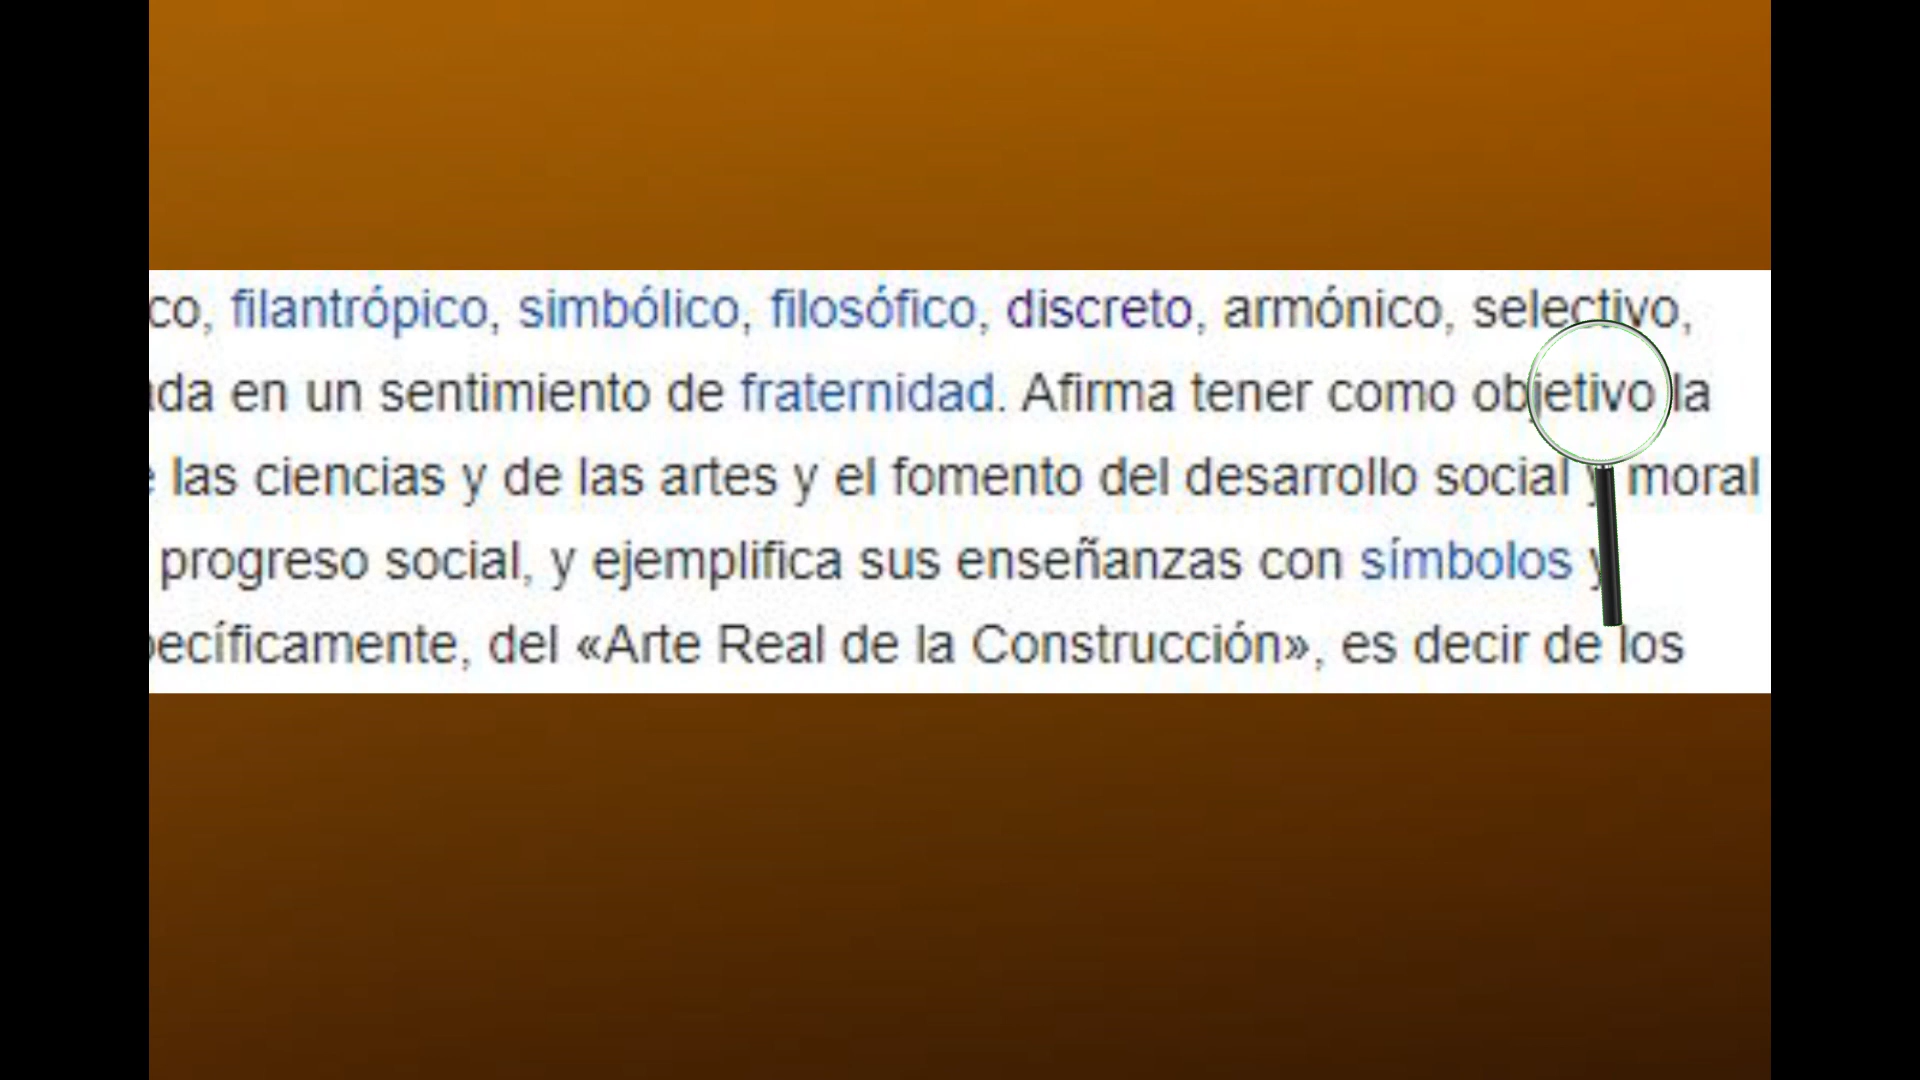 co, filantrópico, simbólico, filosófico, discreto, armónico, selectivo,
da en un sentimiento de fraternidad. Afirma tener como objetivo la
las ciencias y de las artes y el fomento del desarrollo social y moral
progreso social, y ejemplifica sus enseñanzas con símbolos y
pecíficamente, del «Arte Real de la Construcción», es decir de los